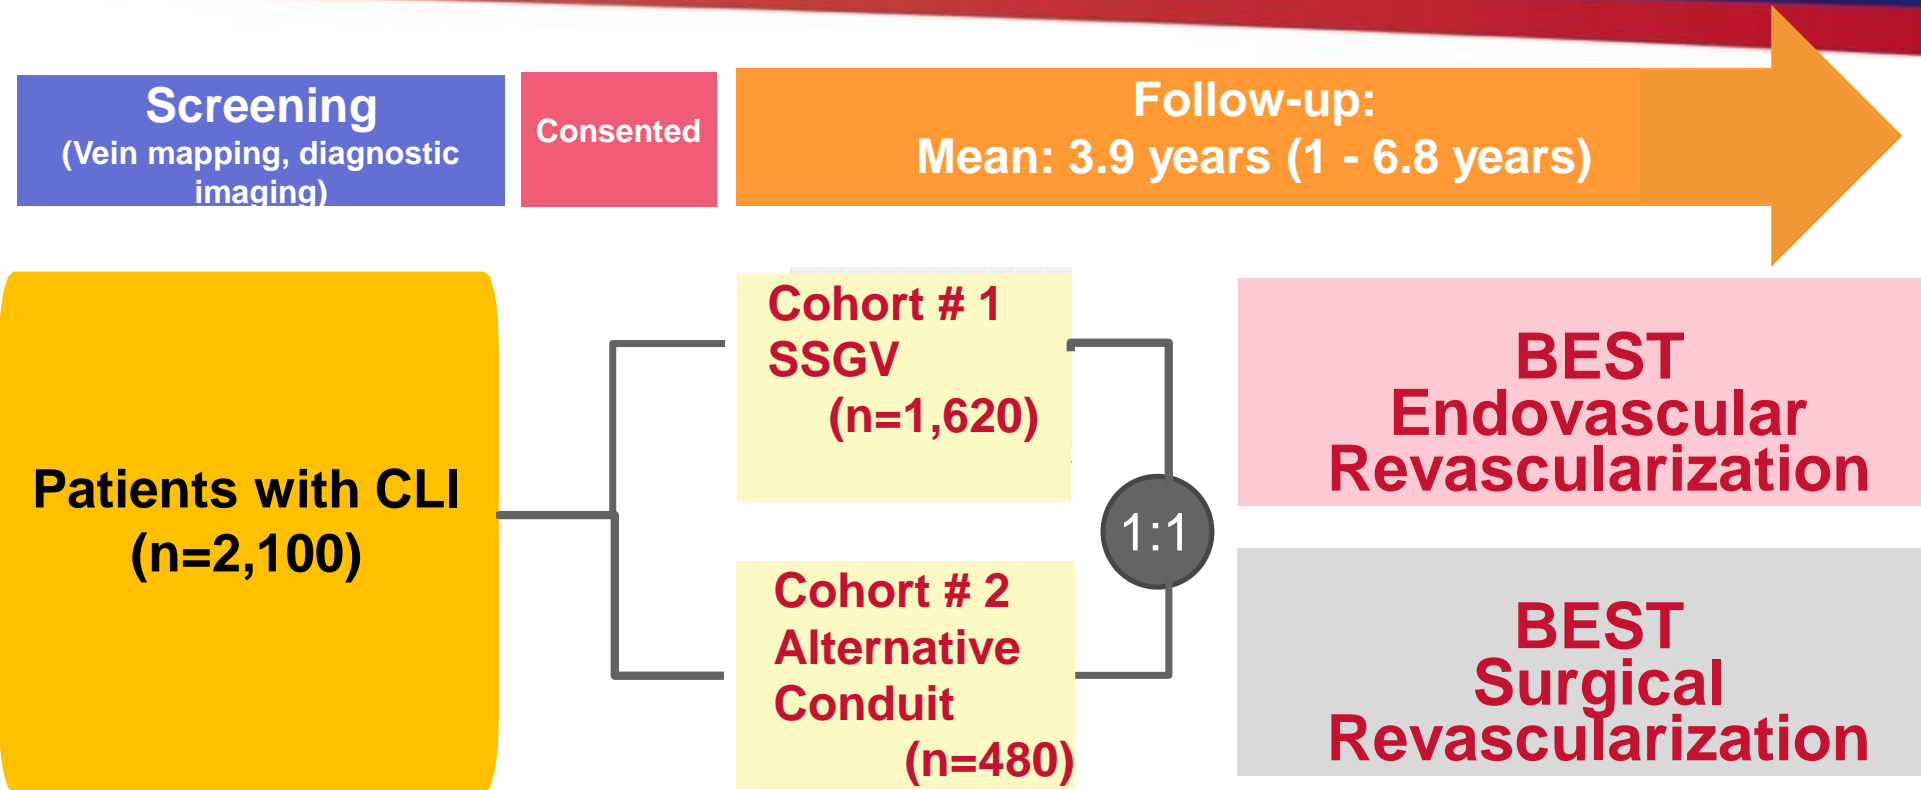 Screening
(Vein mapping, diagnostic
imaging)
Consented
Follow-up:
Mean: 3.9 years (1 - 6.8 years)
Patients with CLI
(n=2,100)
Cohort # 1
SSGV
(n=1,620)
Cohort # 2
Alternative
Conduit
(n=480)
1:1
BEST
Endovascular
Revascularization
BEST
Surgical
Revascularization